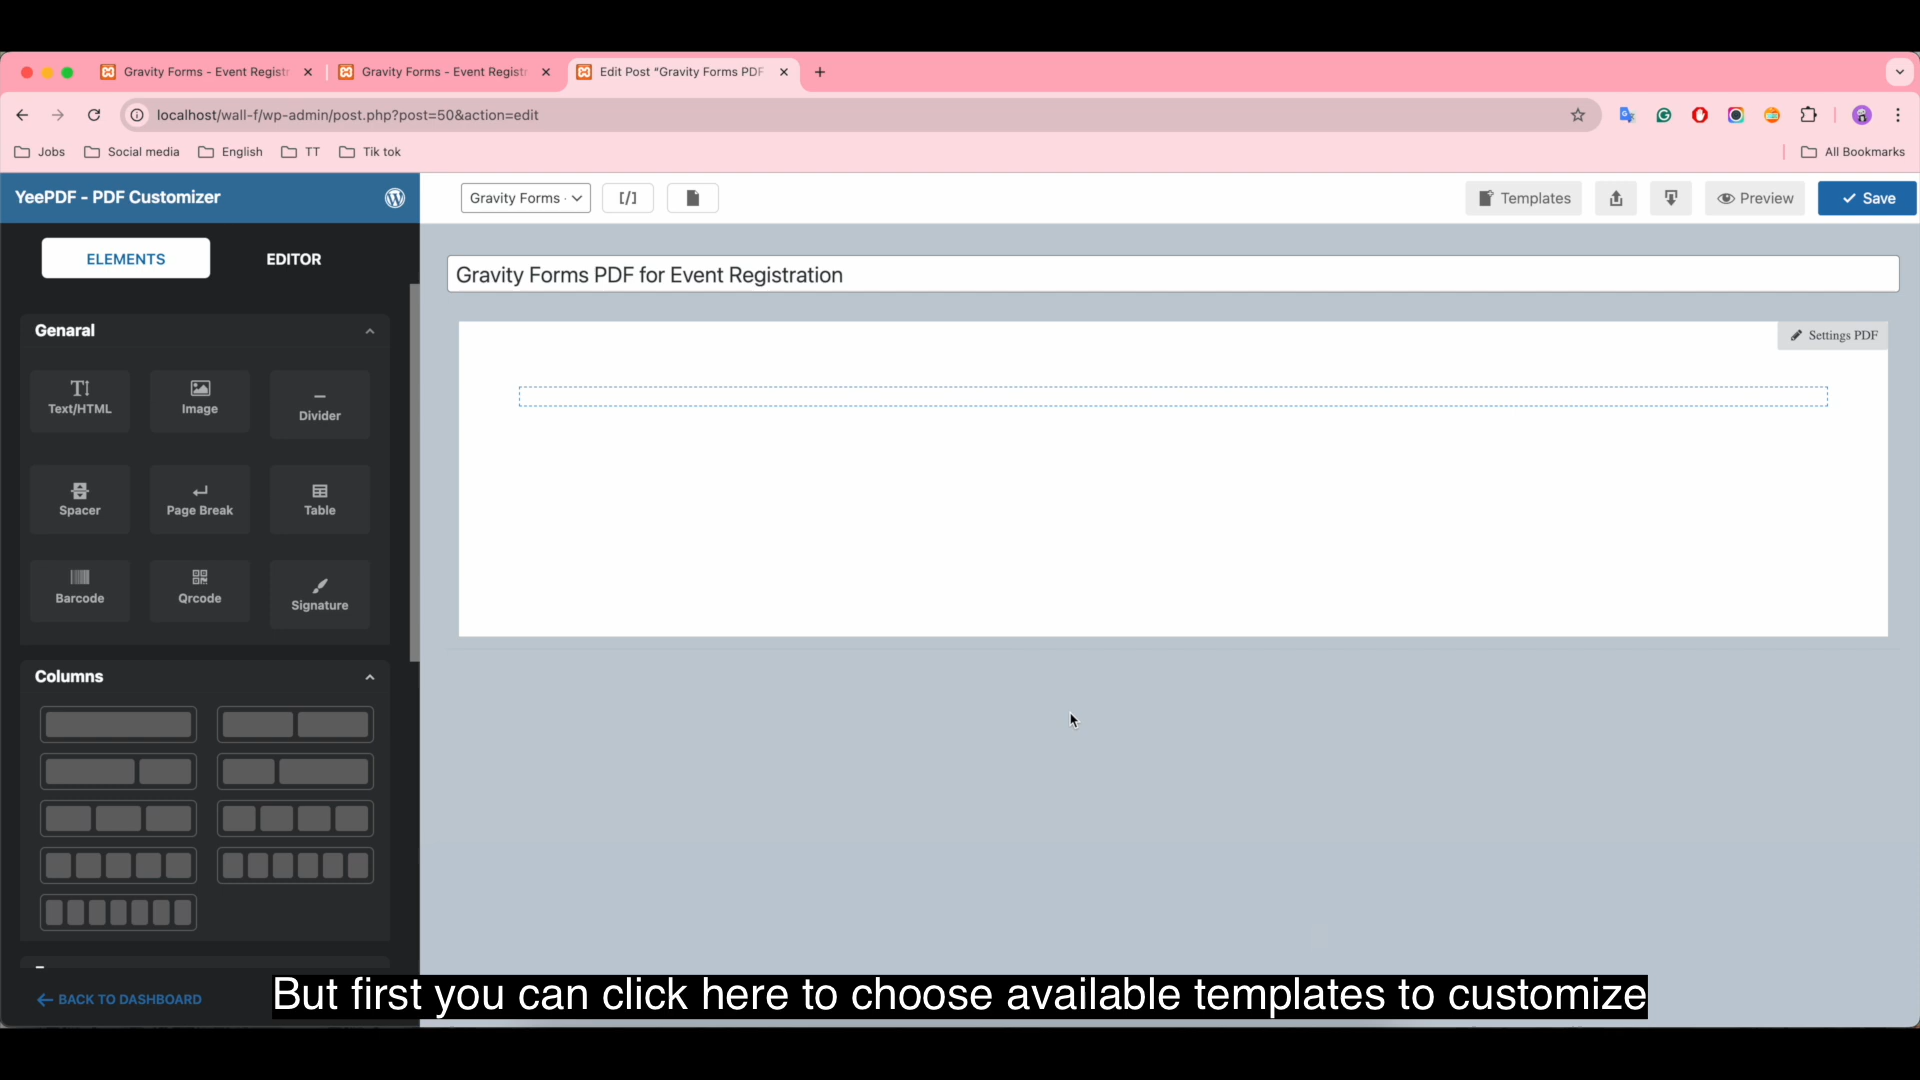 Gravity Forms - Event Registr
Gravity Forms - Event Registr
Edit Post "Gravity Forms PDF
localhost/wall-f/wp-admin/post.php?post=50&action=edit
Jobs
Social media
English
TT
Tik tok
All Bookmarks
YeePDF - PDF Customizer
Gravity Forms
[/]
Templates
Preview
Save
ELEMENTS
EDITOR
Gravity Forms PDF for Event Registration
Settings PDF
Genaral
Text/HTML
Image
Divider
Spacer
Page Break
Table
Barcode
Qrcode
Signature
Columns
BACK TO DASHBOARD
But first you can click here to choose available templates to customize